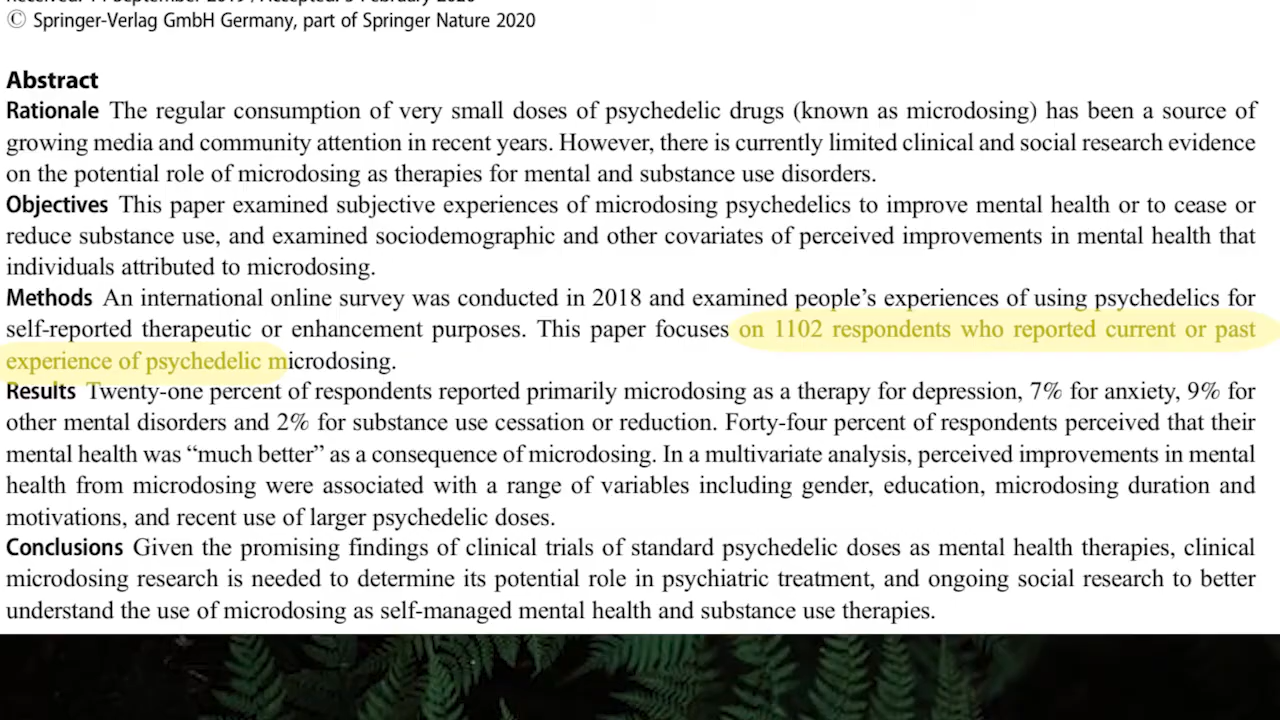 © Springer-Verlag GmbH Germany, part of Springer Nature 2020
Abstract
Rationale The regular consumption of very small doses of psychedelic drugs (known as microdosing) has been a source of
growing media and community attention in recent years. However, there is currently limited clinical and social research evidence
on the potential role of microdosing as therapies for mental and substance use disorders.
Objectives This paper examined subjective experiences of microdosing psychedelics to improve mental health or to cease or
reduce substance use, and examined sociodemographic and other covariates of perceived improvements in mental health that
individuals attributed to microdosing.
Methods An international online survey was conducted in 2018 and examined people’s experiences of using psychedelics for
self-reported therapeutic or enhancement purposes. This paper focuses on 1102 respondents who reported current or past
experience of psychedelic microdosing.
Results Twenty-one percent of respondents reported primarily microdosing as a therapy for depression, 7% for anxiety, 9% for
other mental disorders and 2% for substance use cessation or reduction. Forty-four percent of respondents perceived that their
mental health was “much better” as a consequence of microdosing. In a multivariate analysis, perceived improvements in mental
health from microdosing were associated with a range of variables including gender, education, microdosing duration and
motivations, and recent use of larger psychedelic doses.
Conclusions Given the promising findings of clinical trials of standard psychedelic doses as mental health therapies, clinical
microdosing research is needed to determine its potential role in psychiatric treatment, and ongoing social research to better
understand the use of microdosing as self-managed mental health and substance use therapies.